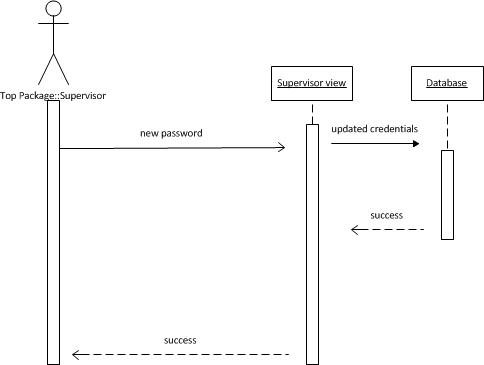 Supervisor view
Database
Top Package::Supervisor
new password
updated credentials
success
success